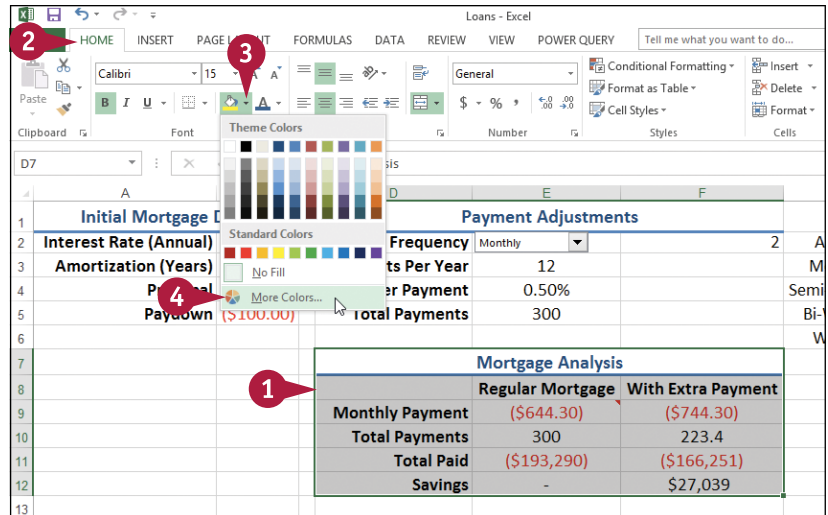 Loans - Excel
2 HOME INSERT PAGE LAYOUT FORMULAS DATA REVIEW VIEW POWER QUERY Tell me what you want to do...
3
Calibri 15 A A General Conditional Formatting Insert
Paste B I U A $ % , .0 .00 Format as Table Delete
Cell Styles Format
Clipboard Font Number Styles Cells
D7 sis
Theme Colors
Standard Colors
No Fill
4 More Colors...
A D E F
1 Initial Mortgage D Payment Adjustments
2 Interest Rate (Annual) Frequency Monthly 2 A
3 Amortization (Years) ts Per Year 12 M
4 Pr al er Payment 0.50% Semi
5 Paydown ($100.00) Total Payments 300 Bi-
6 W
7 Mortgage Analysis
8 1 Regular Mortgage With Extra Payment
9 Monthly Payment ($644.30) ($744.30)
10 Total Payments 300 223.4
11 Total Paid ($193,290) ($166,251)
12 Savings - $27,039
13